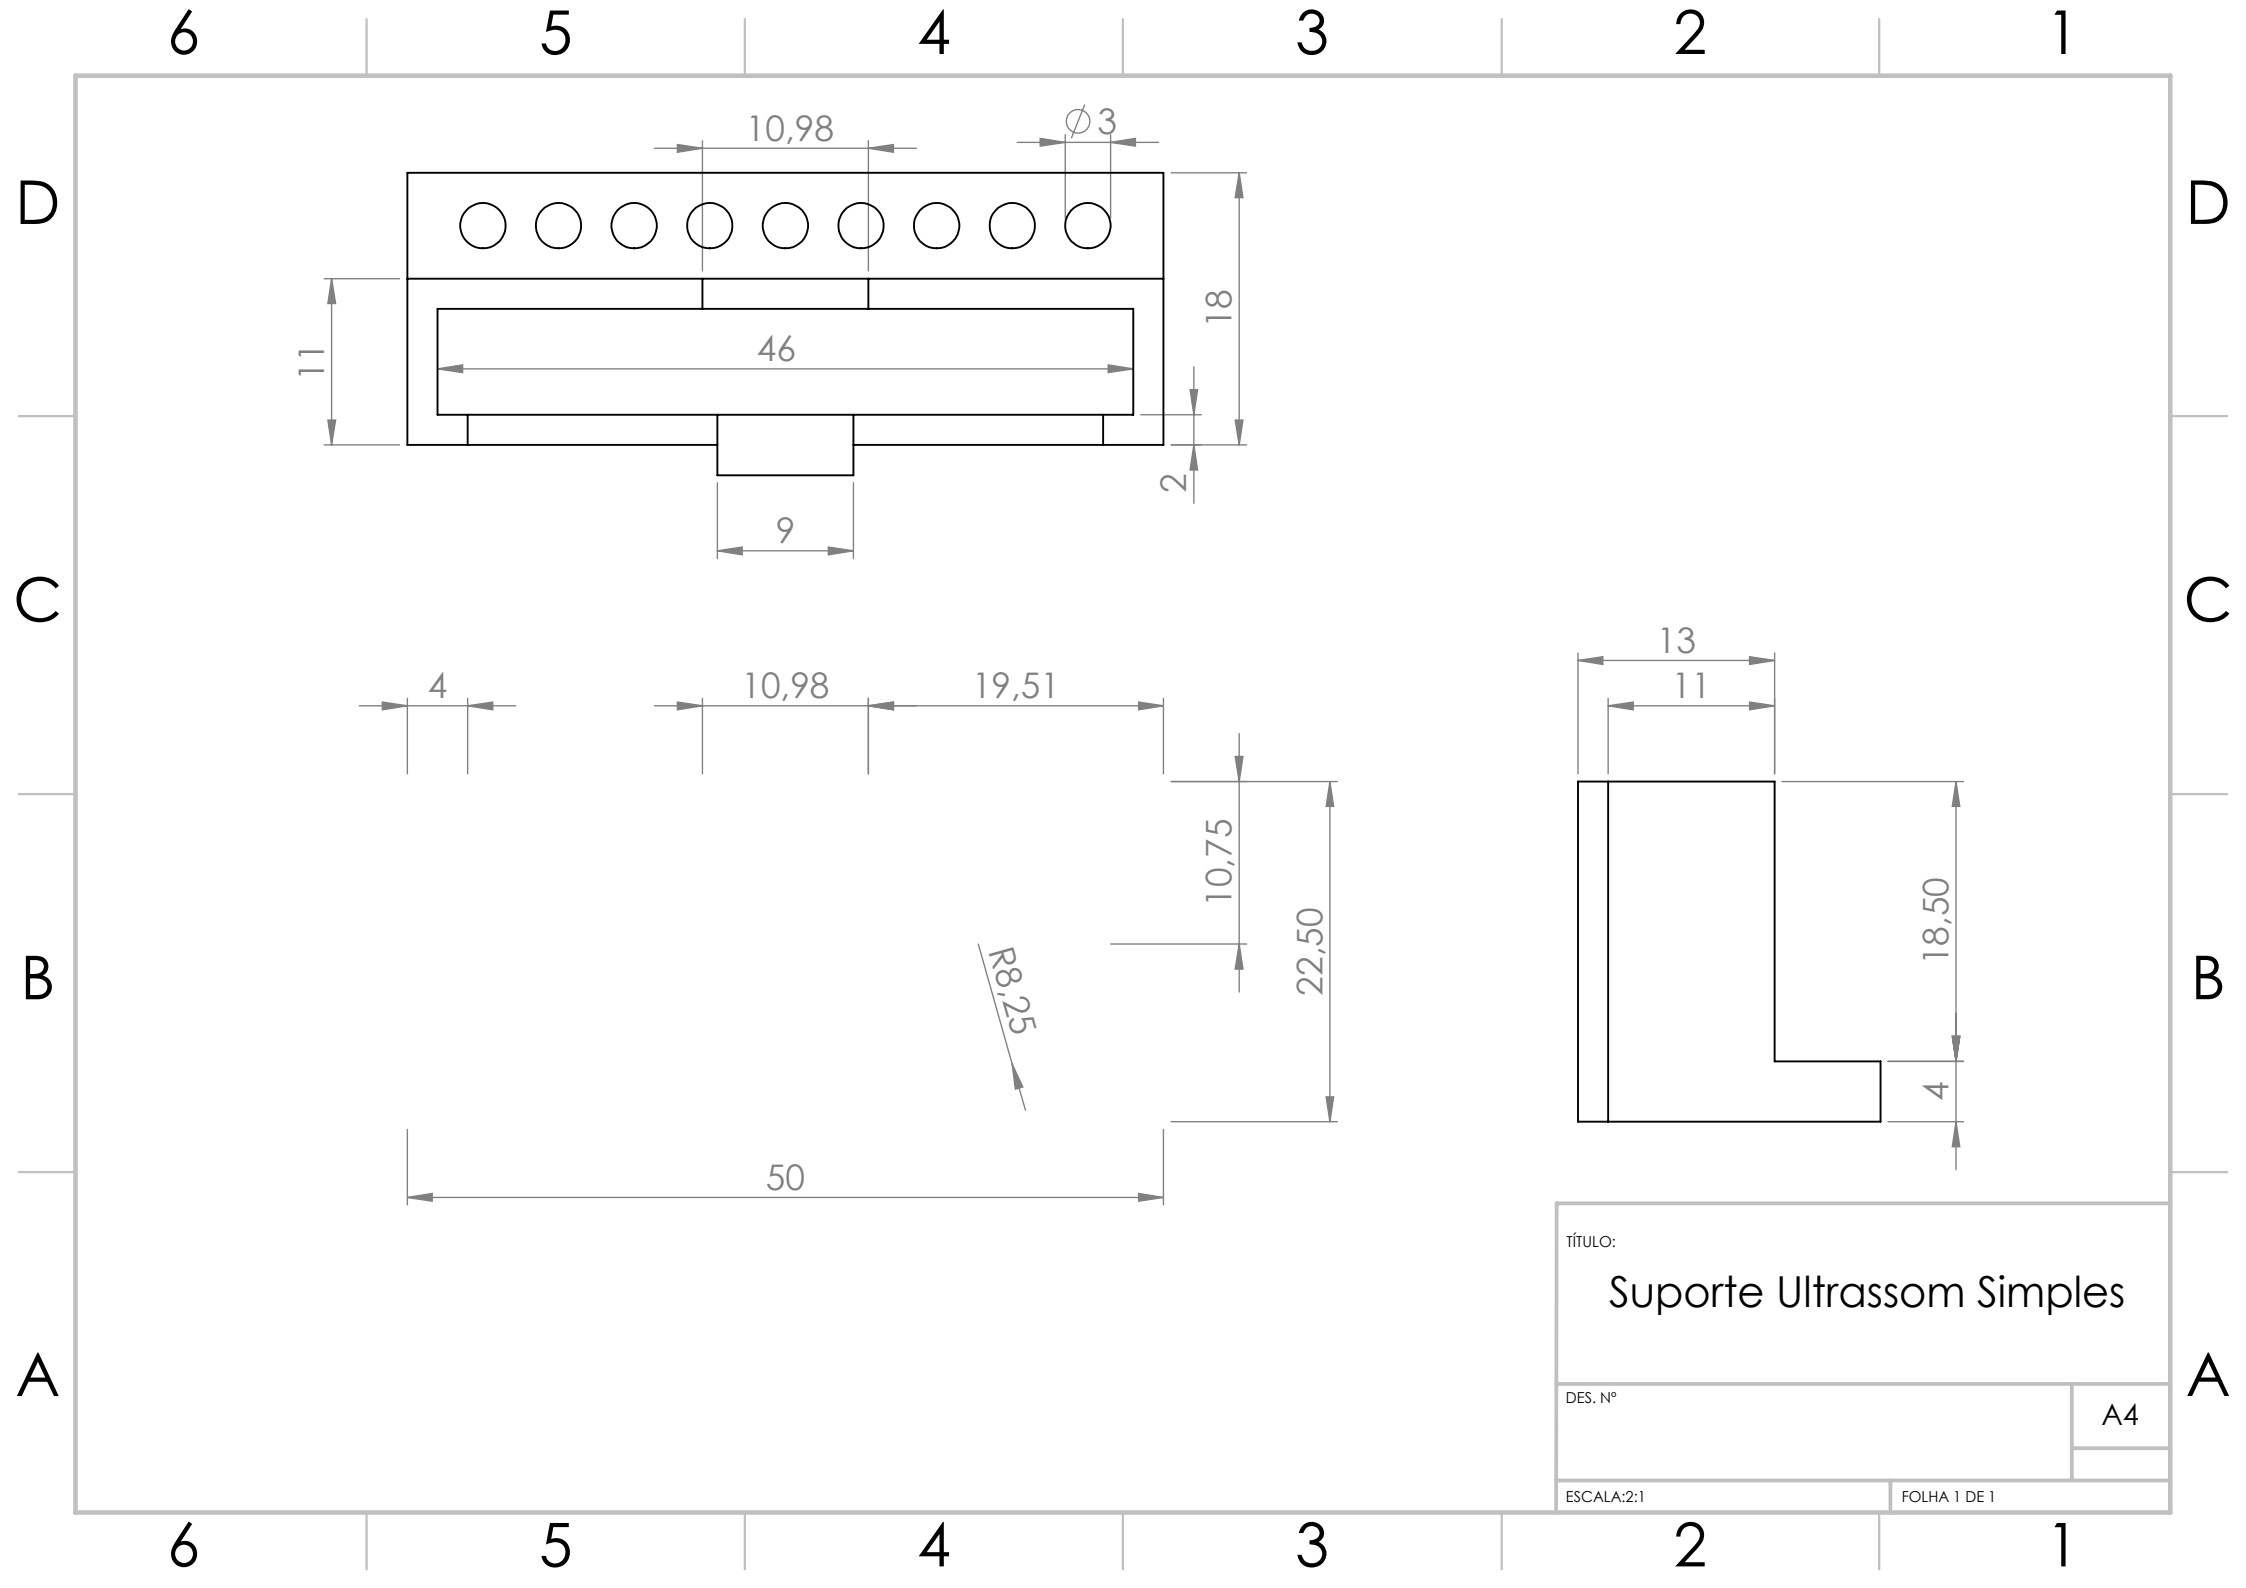 6 5 4 3 2 1
D D
10,98
∅3
11
18
46
2
9
C C
13
11
4
10,98
19,51
10,75
22,50
R8,25
18,50
4
B B
50
TÍTULO:
Suporte Ultrassom Simples
A A
DES. Nº
A4
ESCALA:2:1
FOLHA 1 DE 1
6 5 4 3 2 1